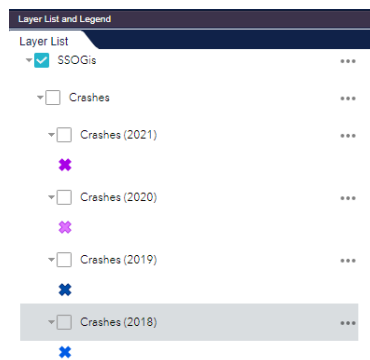 Layer List and Legend
Layer List
SSOGis
Crashes
Crashes (2021)
Crashes (2020)
Crashes (2019)
Crashes (2018)